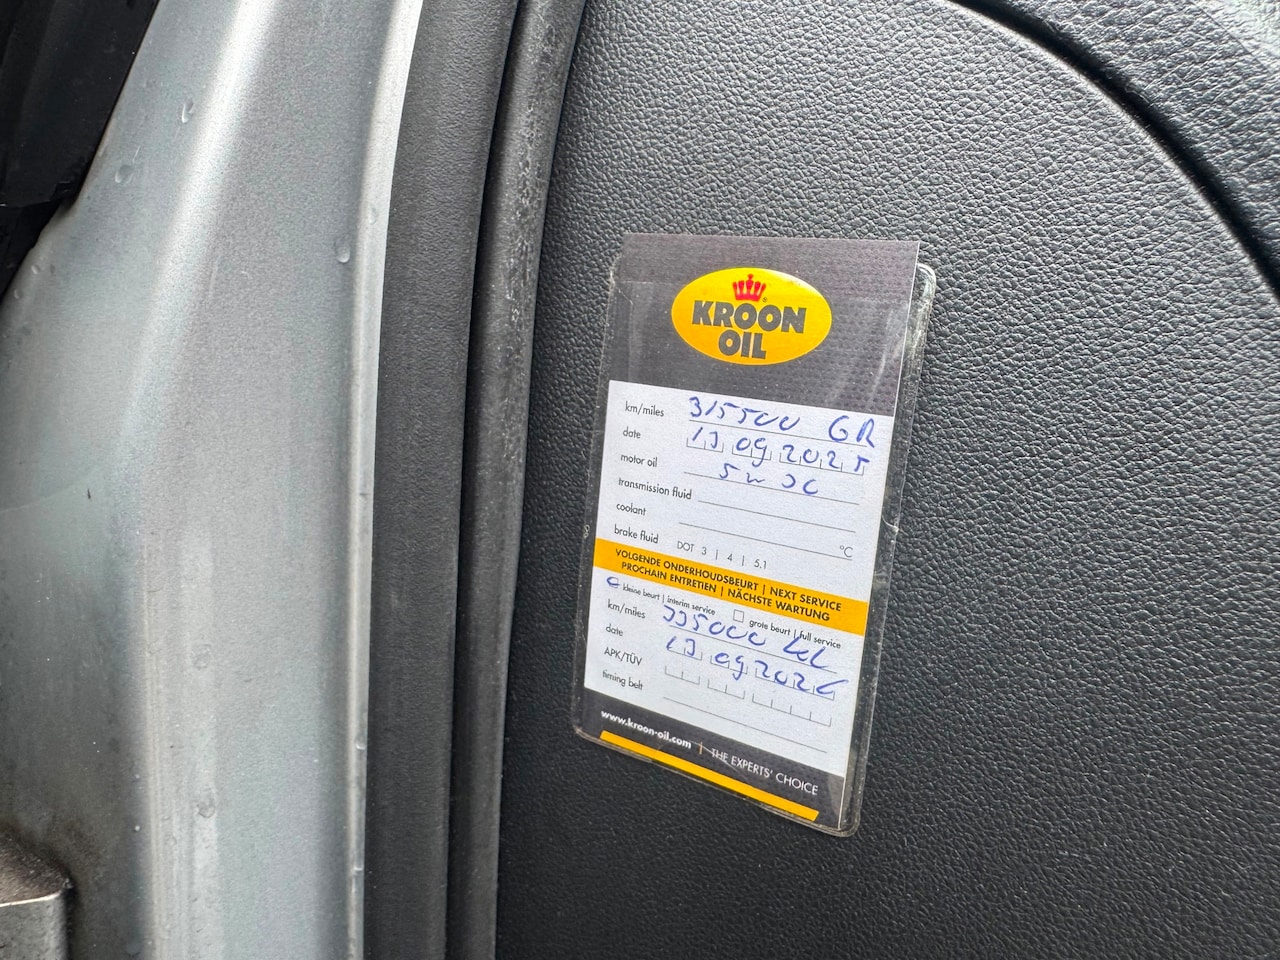 KROON
OIL
km/miles 315500 GR
date 13 09 2025
motor oil 5w30
transmission fluid
coolant °C
brake fluid DOT 3 | 4 | 5.1
VOLGENDE ONDERHOUDSBEURT | NEXT SERVICE
PROCHAIN ENTRETIEN | NÄCHSTE WARTUNG
kleine beurt | interim service grote beurt | full service
km/miles 335000 KL
date 13 09 2026
APK/TÜV
timing belt
www.kroon-oil.com | THE EXPERTS' CHOICE